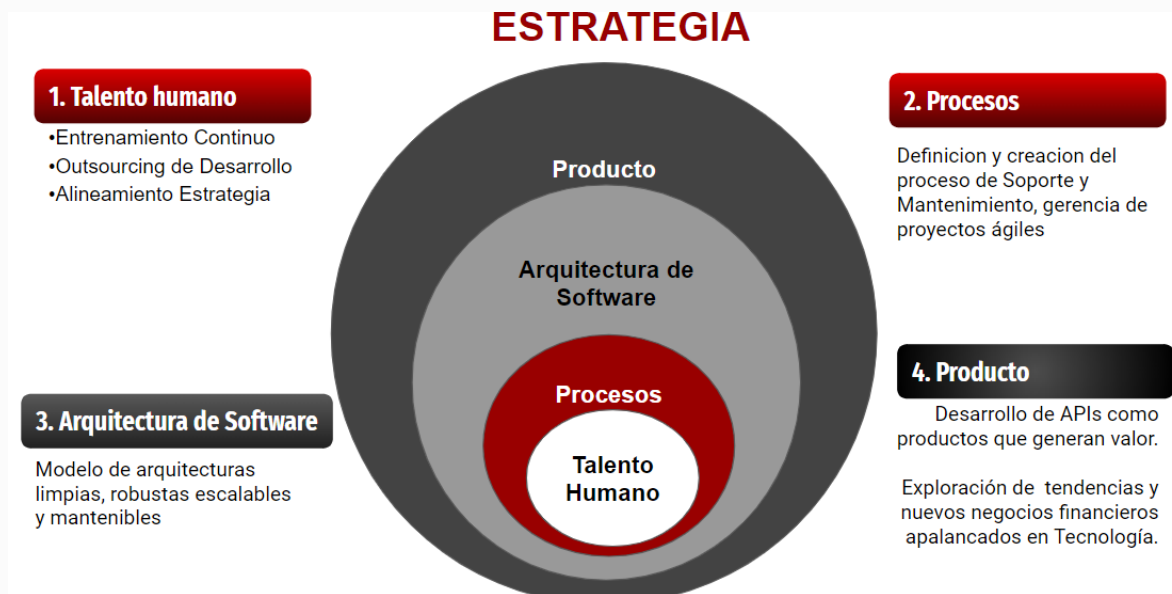 ESTRATEGIA
1. Talento humano
•Entrenamiento Continuo
•Outsourcing de Desarrollo
•Alineamiento Estrategia
2. Procesos
Definicion y creacion del
proceso de Soporte y
Mantenimiento, gerencia de
proyectos ágiles
Producto
Arquitectura de
Software
Procesos
Talento
Humano
3. Arquitectura de Software
Modelo de arquitecturas
limpias, robustas escalables
y mantenibles
4. Producto
Desarrollo de APIs como
productos que generan valor.
Exploración de tendencias y
nuevos negocios financieros
apalancados en Tecnología.